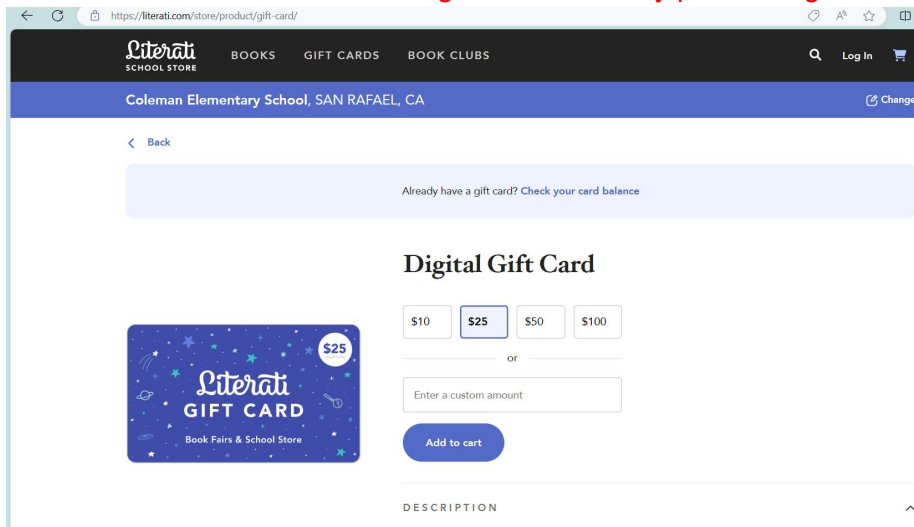 https://literati.com/store/product/gift-card/
Literati
SCHOOL STORE
BOOKS GIFT CARDS BOOK CLUBS
Log In
Coleman Elementary School, SAN RAFAEL, CA
Change
Back
Already have a gift card? Check your card balance
Digital Gift Card
$10 $25 $50 $100
or
Enter a custom amount
Add to cart
$25
Literati
GIFT CARD
Book Fairs & School Store
DESCRIPTION